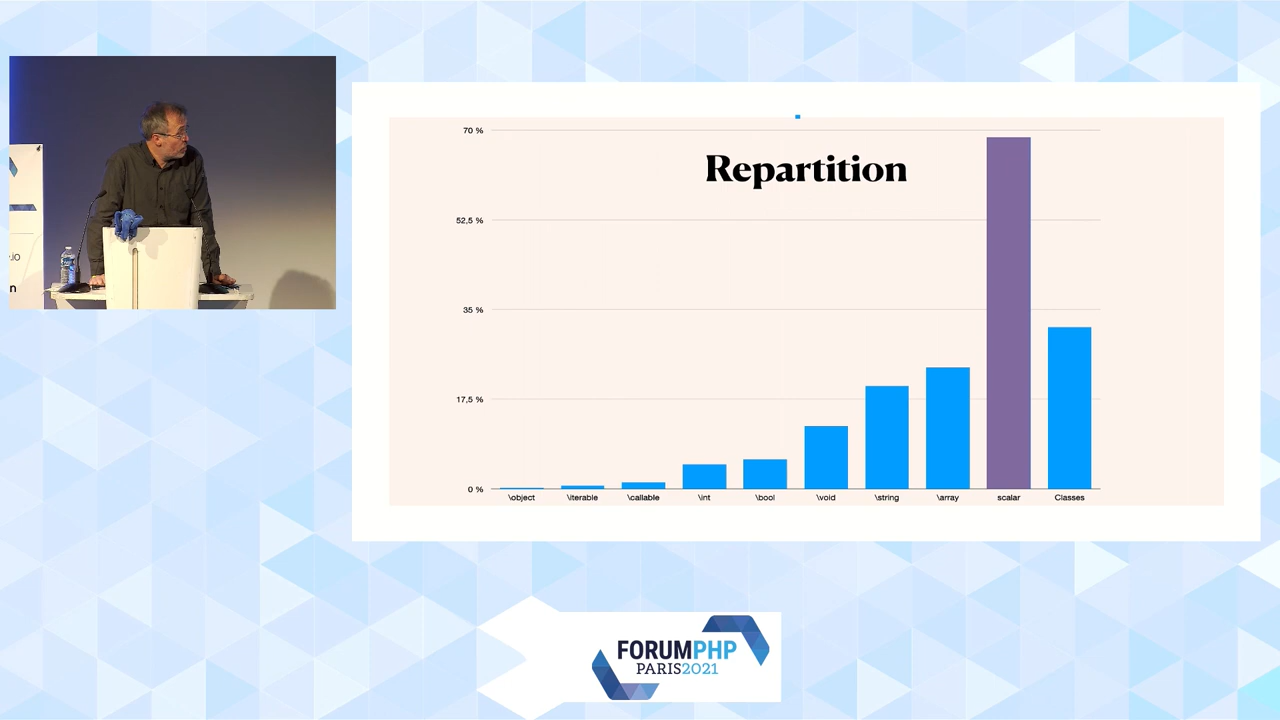 .io
n
Repartition
70 %
52,5 %
35 %
17,5 %
0 %
\object \iterable \callable \int \bool \void \string \array scalar Classes
FORUMPHP
PARIS2021